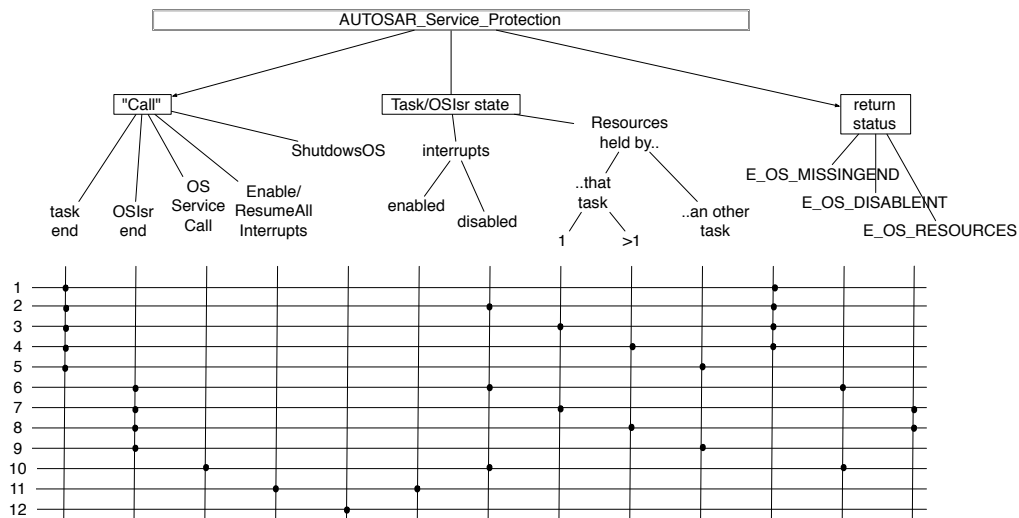 AUTOSAR_Service_Protection
"Call"
Task/OSIsr state
return
status
ShutdowsOS
interrupts
Resources
held by..
E_OS_MISSINGEND
E_OS_DISABLEINT
E_OS_RESOURCES
task
end
OSIsr
end
OS
Service
Call
Enable/
ResumeAll
Interrupts
enabled
disabled
..that
task
..an other
task
1
>1
1
2
3
4
5
6
7
8
9
10
11
12